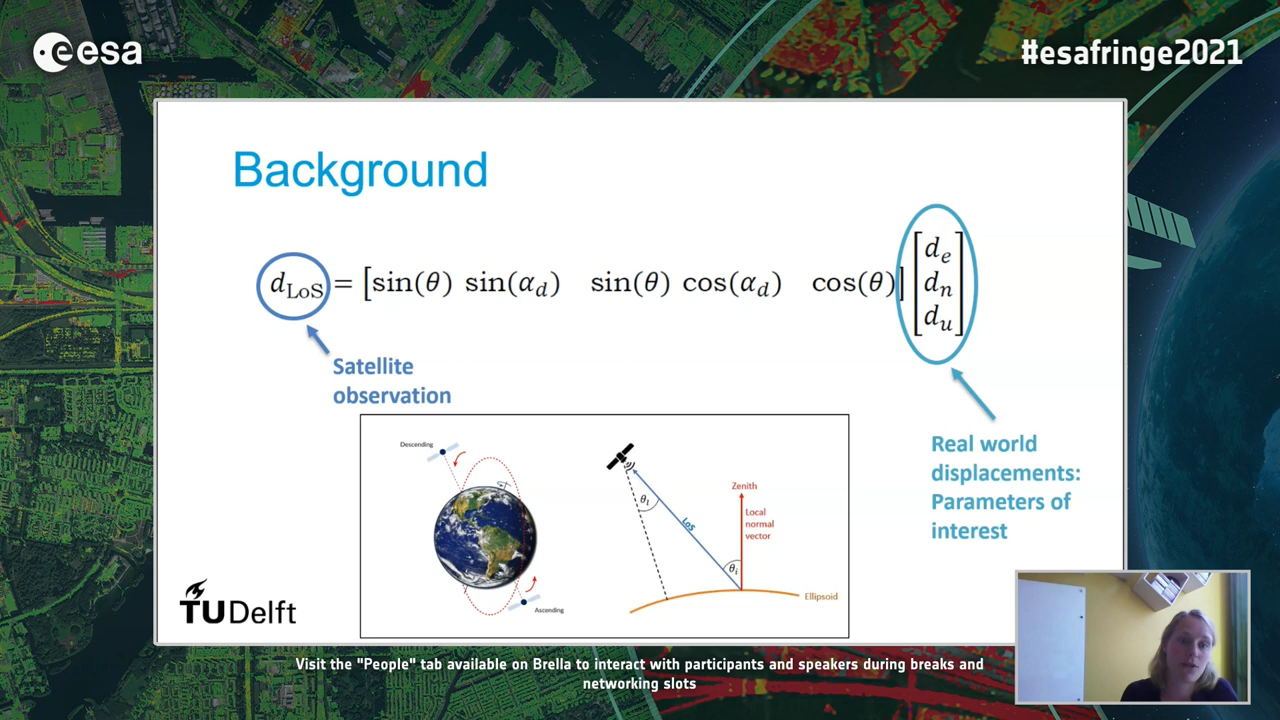 esa
#esafringe2021
Background
d_LoS = [sin(θ) sin(α_d) sin(θ) cos(α_d) cos(θ)] [d_e d_n d_u]
Satellite
observation
Real world
displacements:
Parameters of
interest
Descending
Ascending
θ_l
LoS
Zenith
Local
normal
vector
θ_i
Ellipsoid
TUDelft
Visit the "People" tab available on Brella to interact with participants and speakers during breaks and
networking slots